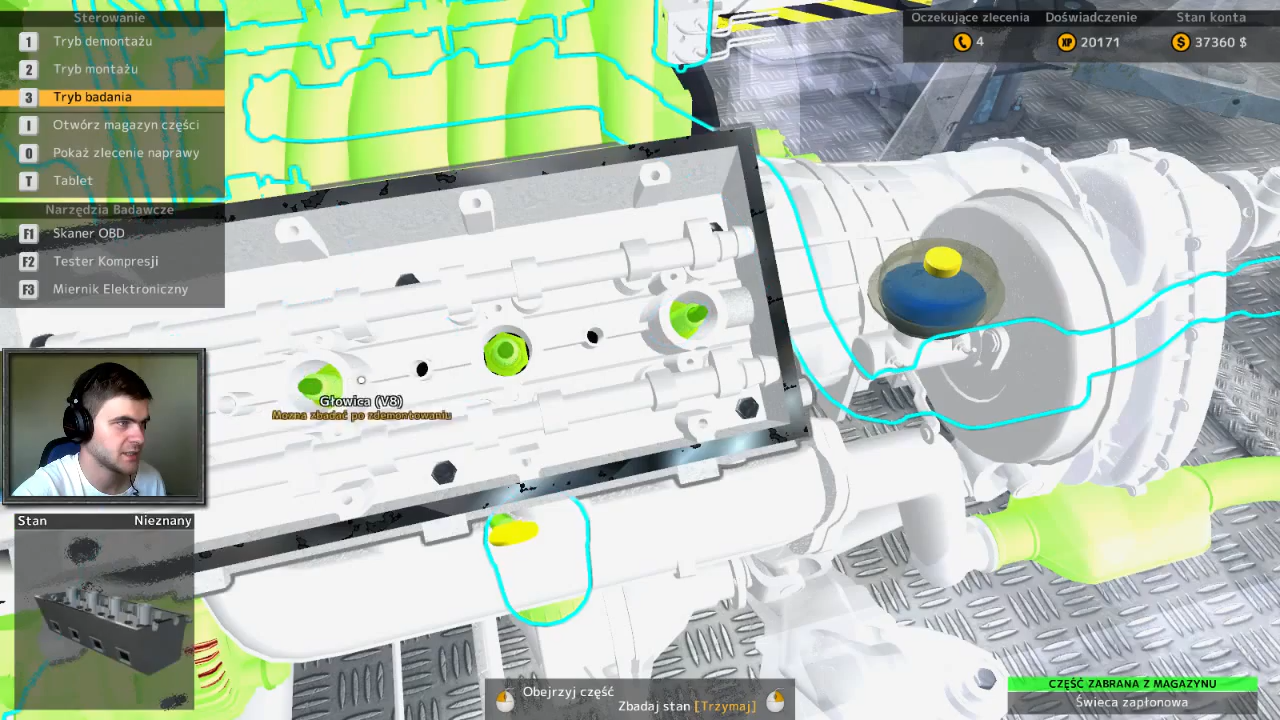 Sterowanie
1 Tryb demontażu
2 Tryb montażu
3 Tryb badania
I Otwórz magazyn części
O Pokaż zlecenie naprawy
T Tablet
Narzędzia Badawcze
F1 Skaner OBD
F2 Tester Kompresji
F3 Miernik Elektroniczny
Oczekujące zlecenia Doświadczenie Stan konta
4 XP 20171 $ 37360 $
Głowica (V8)
Można zbadać po zdemontowaniu
Stan Nieznany
Obejrzyj część
Zbadaj stan [Trzymaj]
CZĘŚĆ ZABRANA Z MAGAZYNU
Świeca zapłonowa